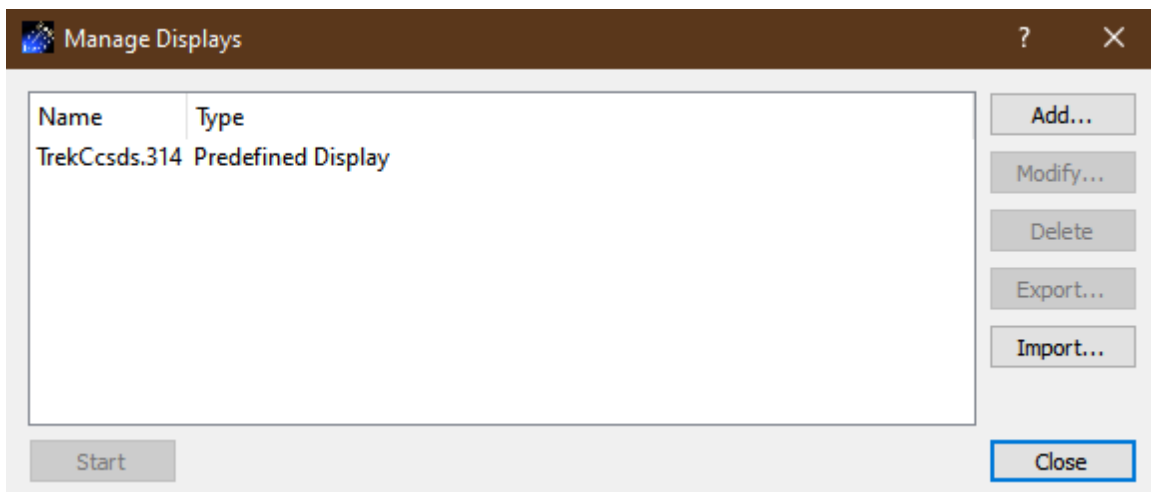 Manage Displays
?
Name Type
TrekCcsds.314 Predefined Display
Add...
Modify...
Delete
Export...
Import...
Start
Close